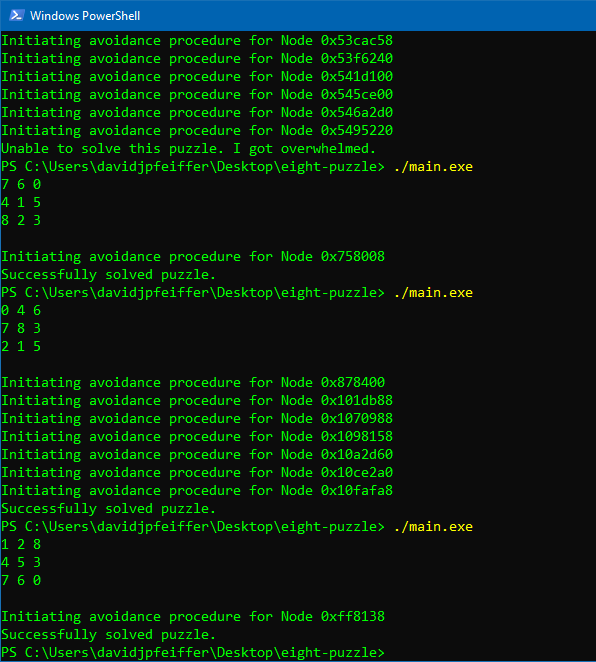 Windows PowerShell
Initiating avoidance procedure for Node 0x53cac58
Initiating avoidance procedure for Node 0x53f6240
Initiating avoidance procedure for Node 0x541d100
Initiating avoidance procedure for Node 0x545ce00
Initiating avoidance procedure for Node 0x546a2d0
Initiating avoidance procedure for Node 0x5495220
Unable to solve this puzzle. I got overwhelmed.
PS C:\Users\davidjpfeiffer\Desktop\eight-puzzle> ./main.exe
7 6 0
4 1 5
8 2 3
Initiating avoidance procedure for Node 0x758008
Successfully solved puzzle.
PS C:\Users\davidjpfeiffer\Desktop\eight-puzzle> ./main.exe
0 4 6
7 8 3
2 1 5
Initiating avoidance procedure for Node 0x878400
Initiating avoidance procedure for Node 0x101db88
Initiating avoidance procedure for Node 0x1070988
Initiating avoidance procedure for Node 0x1098158
Initiating avoidance procedure for Node 0x10a2d60
Initiating avoidance procedure for Node 0x10ce2a0
Initiating avoidance procedure for Node 0x10fafa8
Successfully solved puzzle.
PS C:\Users\davidjpfeiffer\Desktop\eight-puzzle> ./main.exe
1 2 8
4 5 3
7 6 0
Initiating avoidance procedure for Node 0xff8138
Successfully solved puzzle.
PS C:\Users\davidjpfeiffer\Desktop\eight-puzzle>